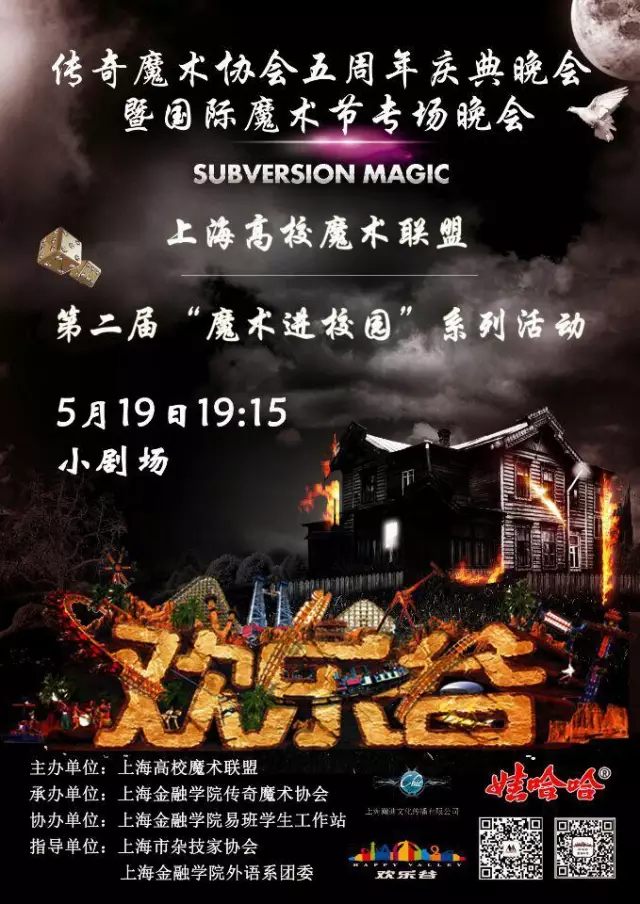 传奇魔术协会五周年庆典晚会
暨国际魔术节专场晚会
SUBVERSION MAGIC
上海高校魔术联盟
第二届“魔术进校园”系列活动
5月19日19:15
小剧场
欢乐谷
主办单位：上海高校魔术联盟
承办单位：上海金融学院传奇魔术协会
协办单位：上海金融学院易班学生工作站
指导单位：上海市杂技家协会
上海金融学院外语系团委
娃哈哈®
HAPPY VALLEY
欢乐谷